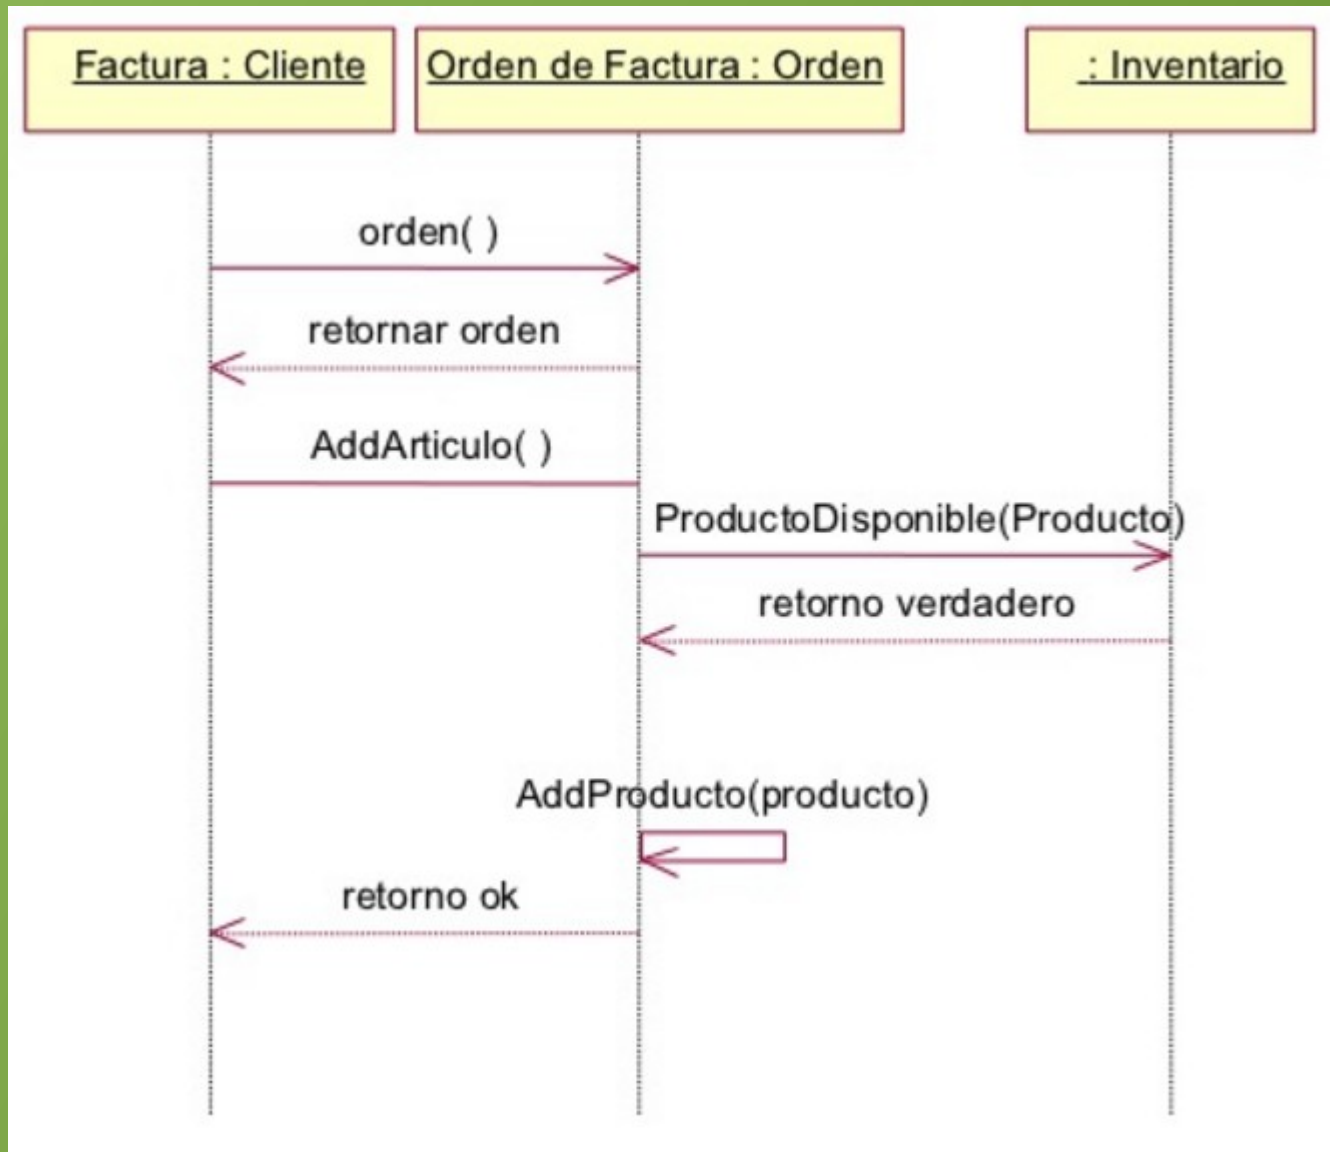 Factura : Cliente
Orden de Factura : Orden
: Inventario
orden( )
retornar orden
AddArticulo( )
ProductoDisponible(Producto)
retorno verdadero
AddProducto(producto)
retorno ok